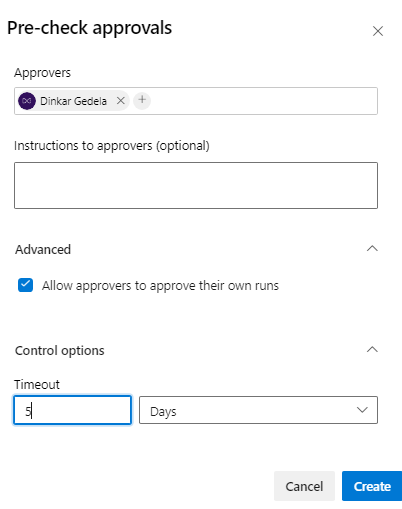 Pre-check approvals
Approvers
DG Dinkar Gedela
Instructions to approvers (optional)
Advanced
Allow approvers to approve their own runs
Control options
Timeout
5 Days
Cancel Create